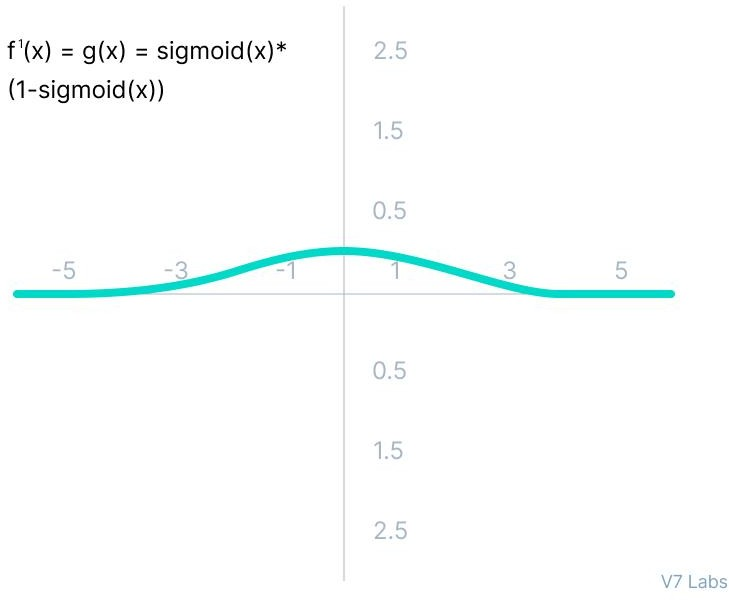 f¹(x) = g(x) = sigmoid(x)*
(1-sigmoid(x))
2.5
1.5
0.5
-5 -3 -1 1 3 5
0.5
1.5
2.5
V7 Labs